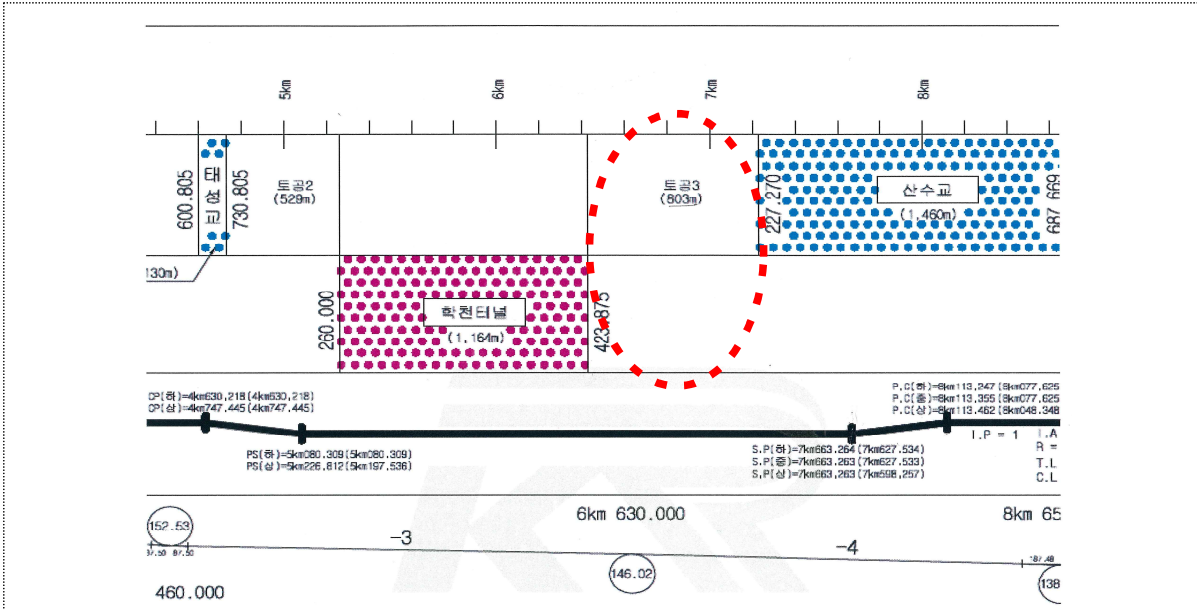 5km
6km
7km
8km
600.805
태성교
730.805
토공2
(529m)
토공3
(803m)
227.270
산수교
(1,460m)
687.669
130m)
260.000
학천터널
(1,164m)
423.875
CP(하)=4km630,218(4km630,218)
CP(상)=4km747.445(4km747.445)
PS(하)=5km080.309(5km080.309)
PS(상)=5km226,812(5km197,536)
P.C(하)=8km113,247(8km077,625
P.C(중)=8km113,355(8km077,625
P.C(상)=8km113.462(8km048.348
I.P = 1
I.A
R =
T.L
C.L
S.P(하)=7km663,264(7km627.534)
S.P(중)=7km663,263(7km627,533)
S.P(상)=7km663,263(7km598,257)
KR
6km 630.000
8km 65
152.53
87.50
-3
-4
146.02
138
460.000